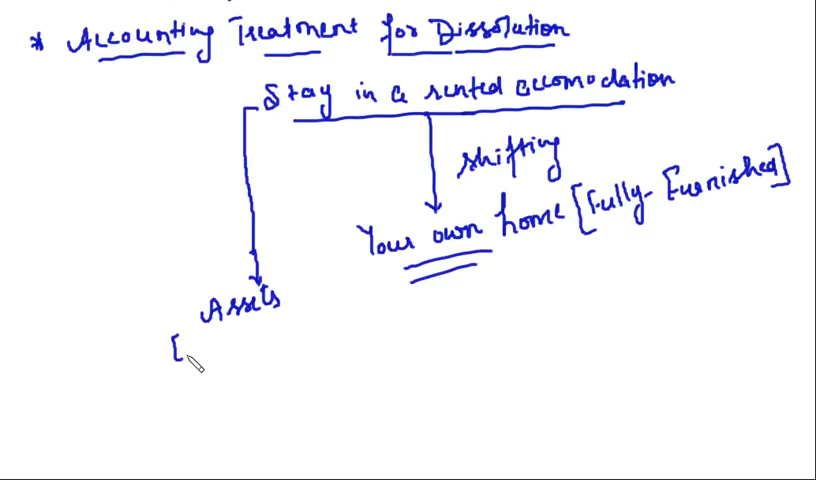 * Accounting Treatment for Dissolution
Stay in a rented accomodation
shifting
Your own home [Fully-Furnished]
Assets
[